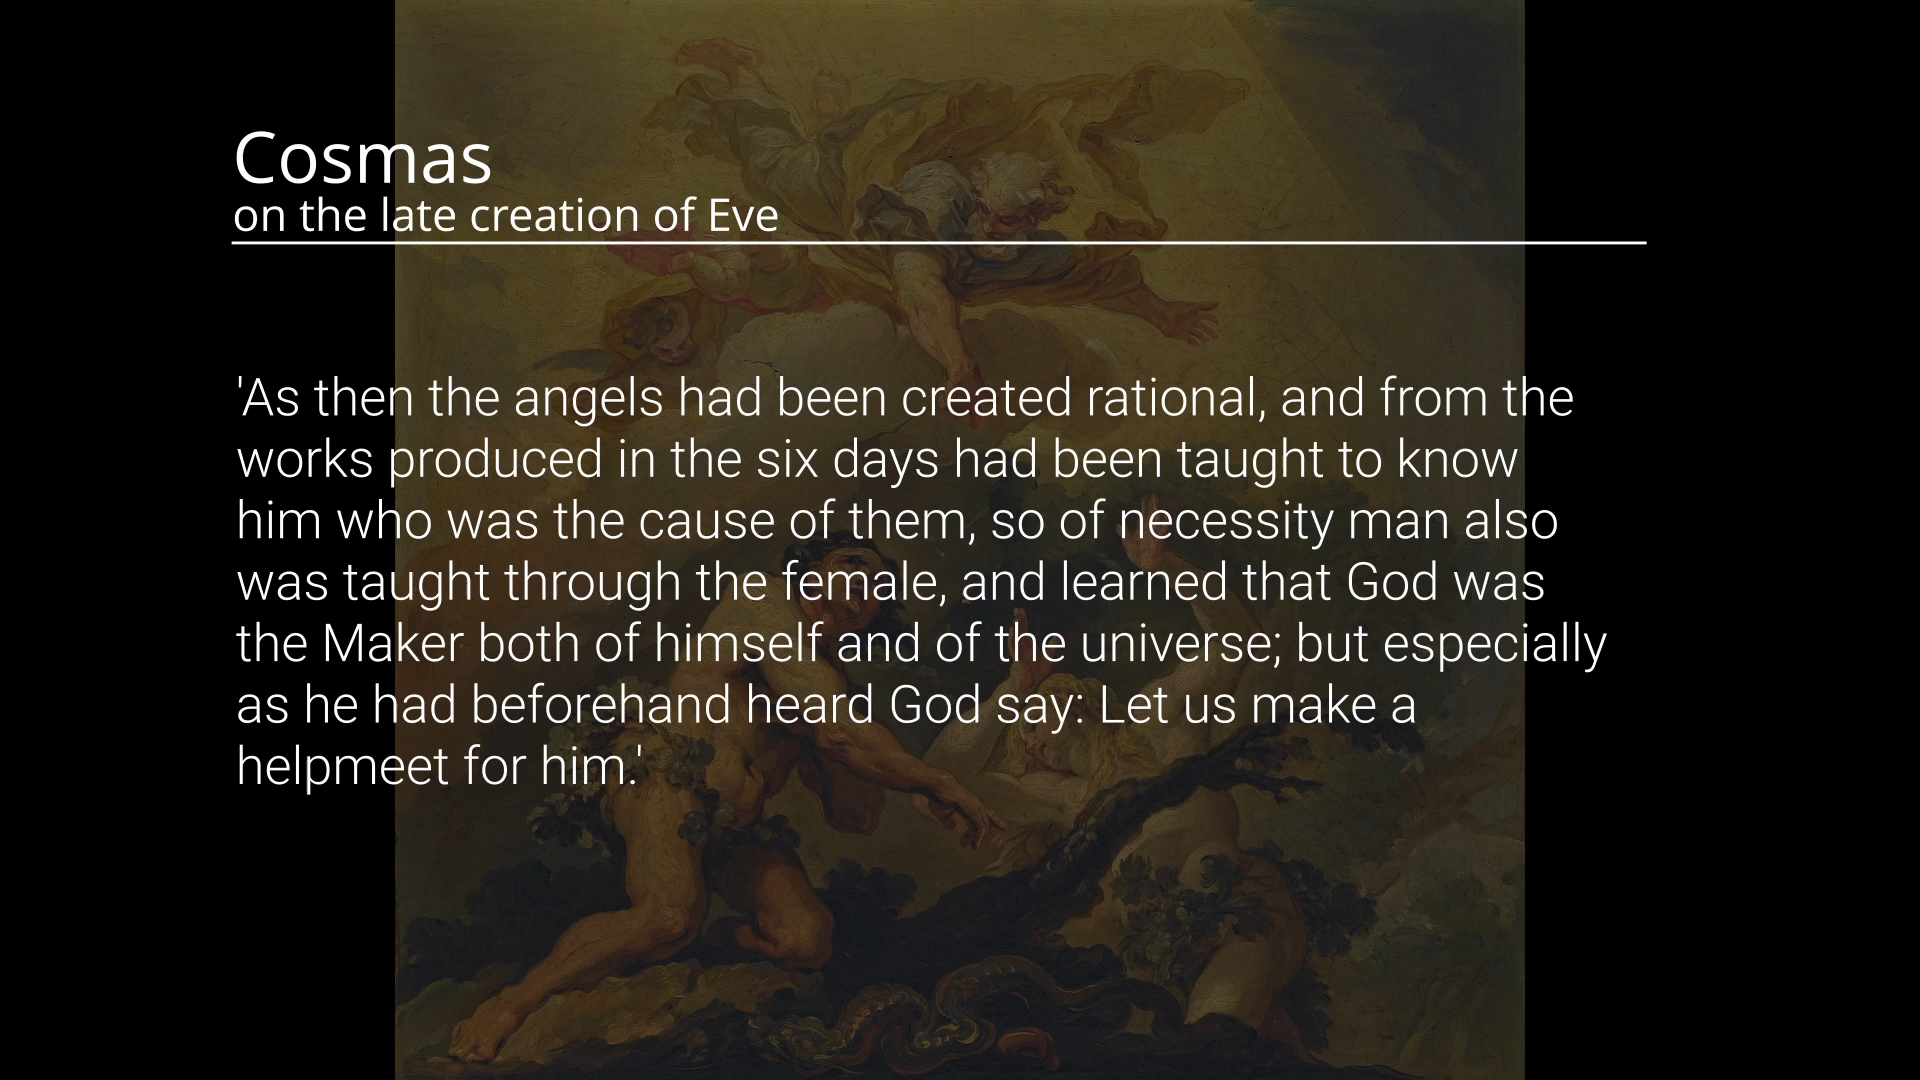 Cosmas
on the late creation of Eve
'As then the angels had been created rational, and from the
works produced in the six days had been taught to know
him who was the cause of them, so of necessity man also
was taught through the female, and learned that God was
the Maker both of himself and of the universe; but especially
as he had beforehand heard God say: Let us make a
helpmeet for him.'